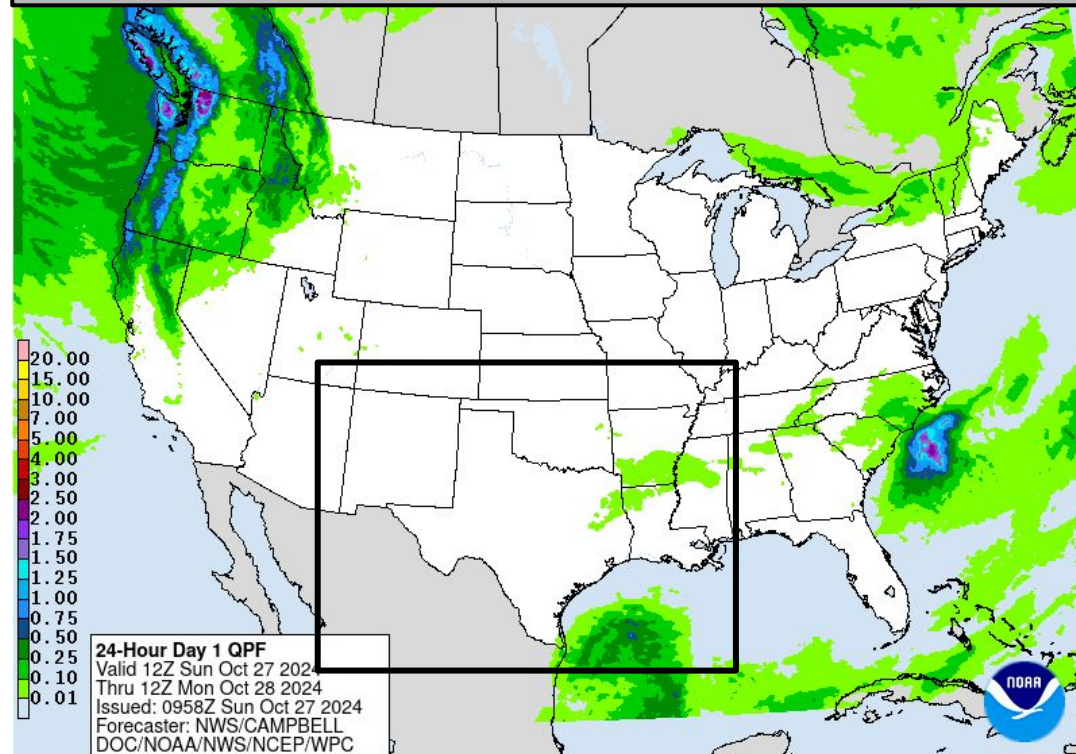 20.00
15.00
10.00
7.00
5.00
4.00
3.00
2.50
2.00
1.75
1.50
1.25
1.00
0.75
0.50
0.25
0.10
0.01
24-Hour Day 1 QPF
Valid 12Z Sun Oct 27 2024
Thru 12Z Mon Oct 28 2024
Issued: 0958Z Sun Oct 27 2024
Forecaster: NWS/CAMPBELL
DOC/NOAA/NWS/NCEP/WPC
NOAA